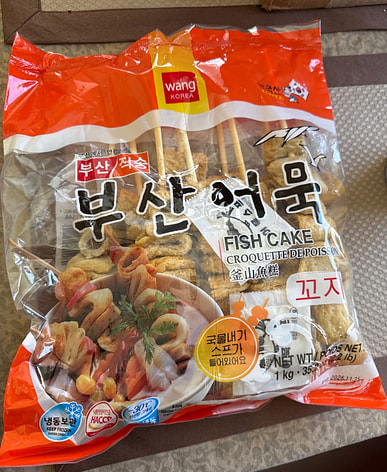 wang
KOREA
부산 직송
부산어묵
FISH CAKE
CROQUETTE DE POISSON
釜山魚糕
꼬치
국물내기
스프가
들어있어요
NET WT / POIDS NET
1 kg
냉동보관
KEEP FROZEN
HACCP